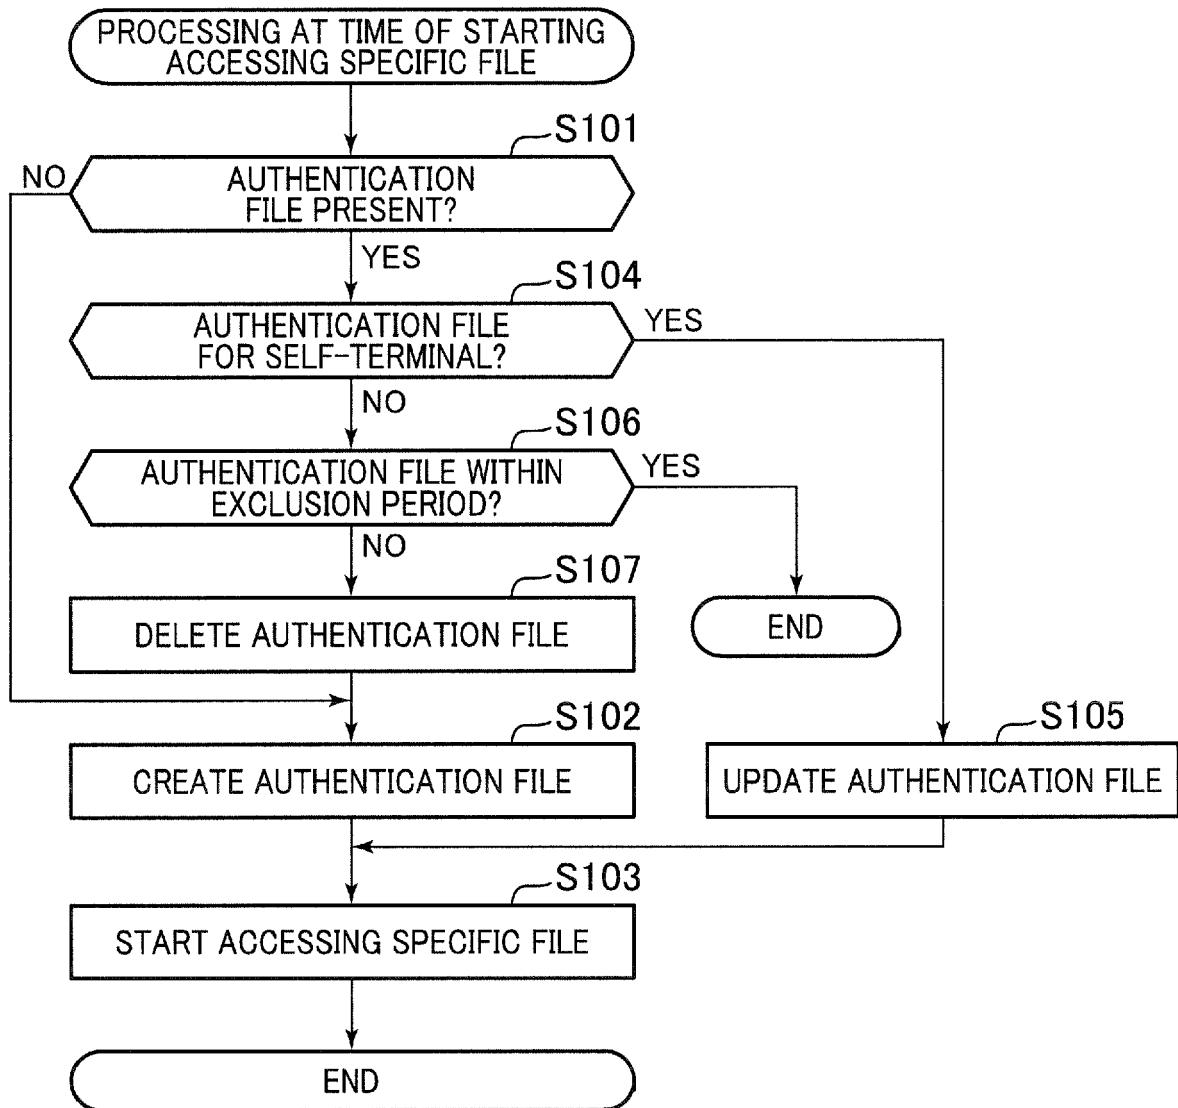 PROCESSING AT TIME OF STARTING
ACCESSING SPECIFIC FILE
S101
NO
AUTHENTICATION
FILE PRESENT?
YES
S104
AUTHENTICATION FILE
FOR SELF-TERMINAL?
YES
NO
S106
AUTHENTICATION FILE WITHIN
EXCLUSION PERIOD?
YES
NO
S107
DELETE AUTHENTICATION FILE
END
S102
CREATE AUTHENTICATION FILE
S105
UPDATE AUTHENTICATION FILE
S103
START ACCESSING SPECIFIC FILE
END